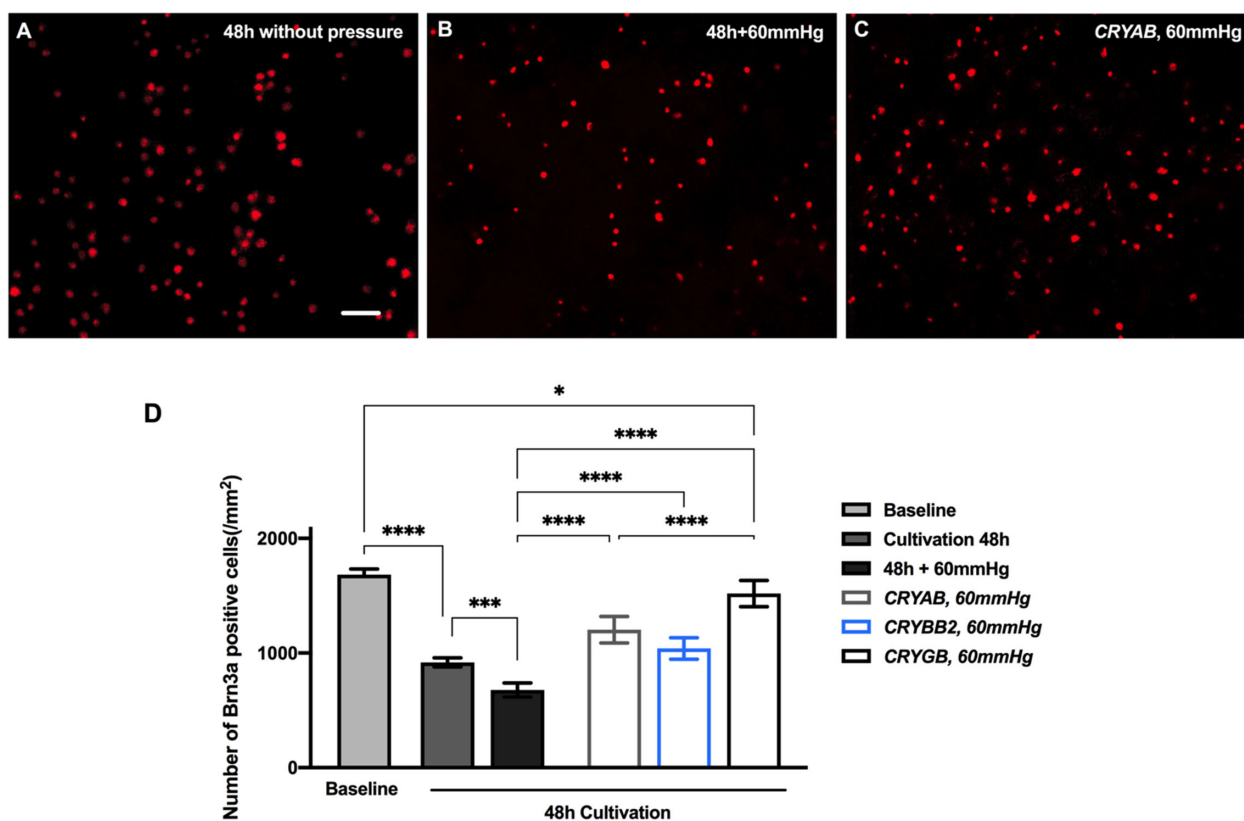 A
48h without pressure
B
48h+60mmHg
C
CRYAB, 60mmHg
D
*
****
****
****
****
****
***
Number of Brn3a positive cells(/mm²)
2000
1000
0
Baseline
48h Cultivation
Baseline
Cultivation 48h
48h + 60mmHg
CRYAB, 60mmHg
CRYBB2, 60mmHg
CRYGB, 60mmHg